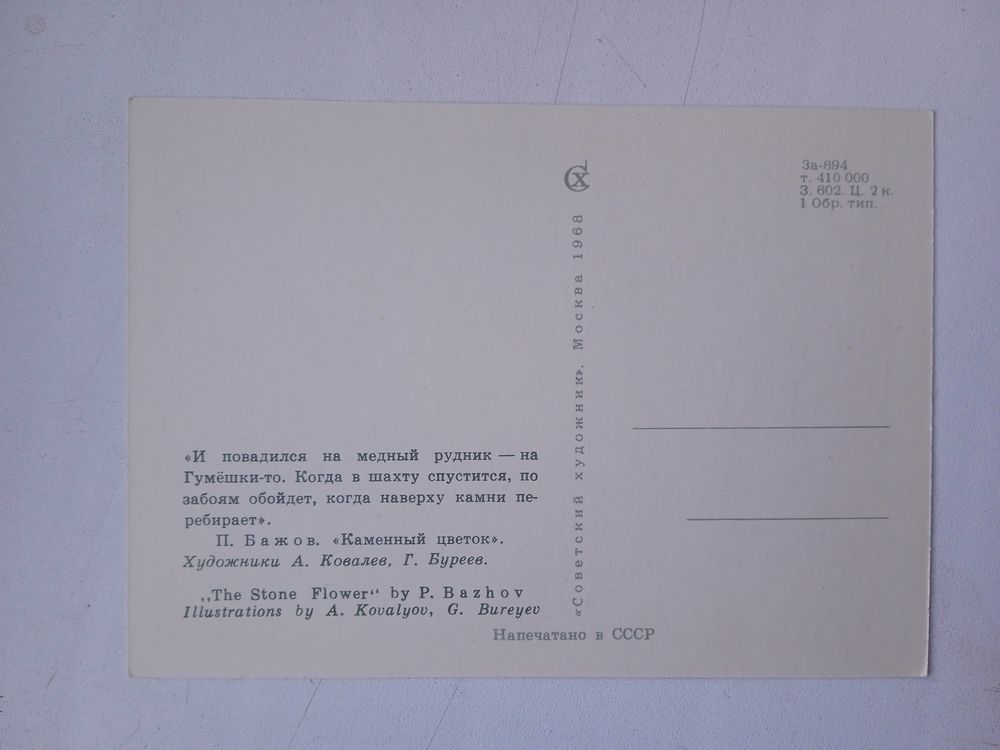 «И повадился на медный рудник — на
Гумёшки-то. Когда в шахту спустится, по
забоям обойдет, когда наверху камни пе-
ребирает».
П. Бажов. «Каменный цветок».
Художники А. Ковалев, Г. Буреев.
„The Stone Flower“ by P. Bazhov
Illustrations by A. Kovalyov, G. Bureyev
Напечатано в СССР
«Советский художник». Москва 1968
СХ
За-894
т. 410 000
З. 602. Ц. 2 к.
1 Обр. тип.